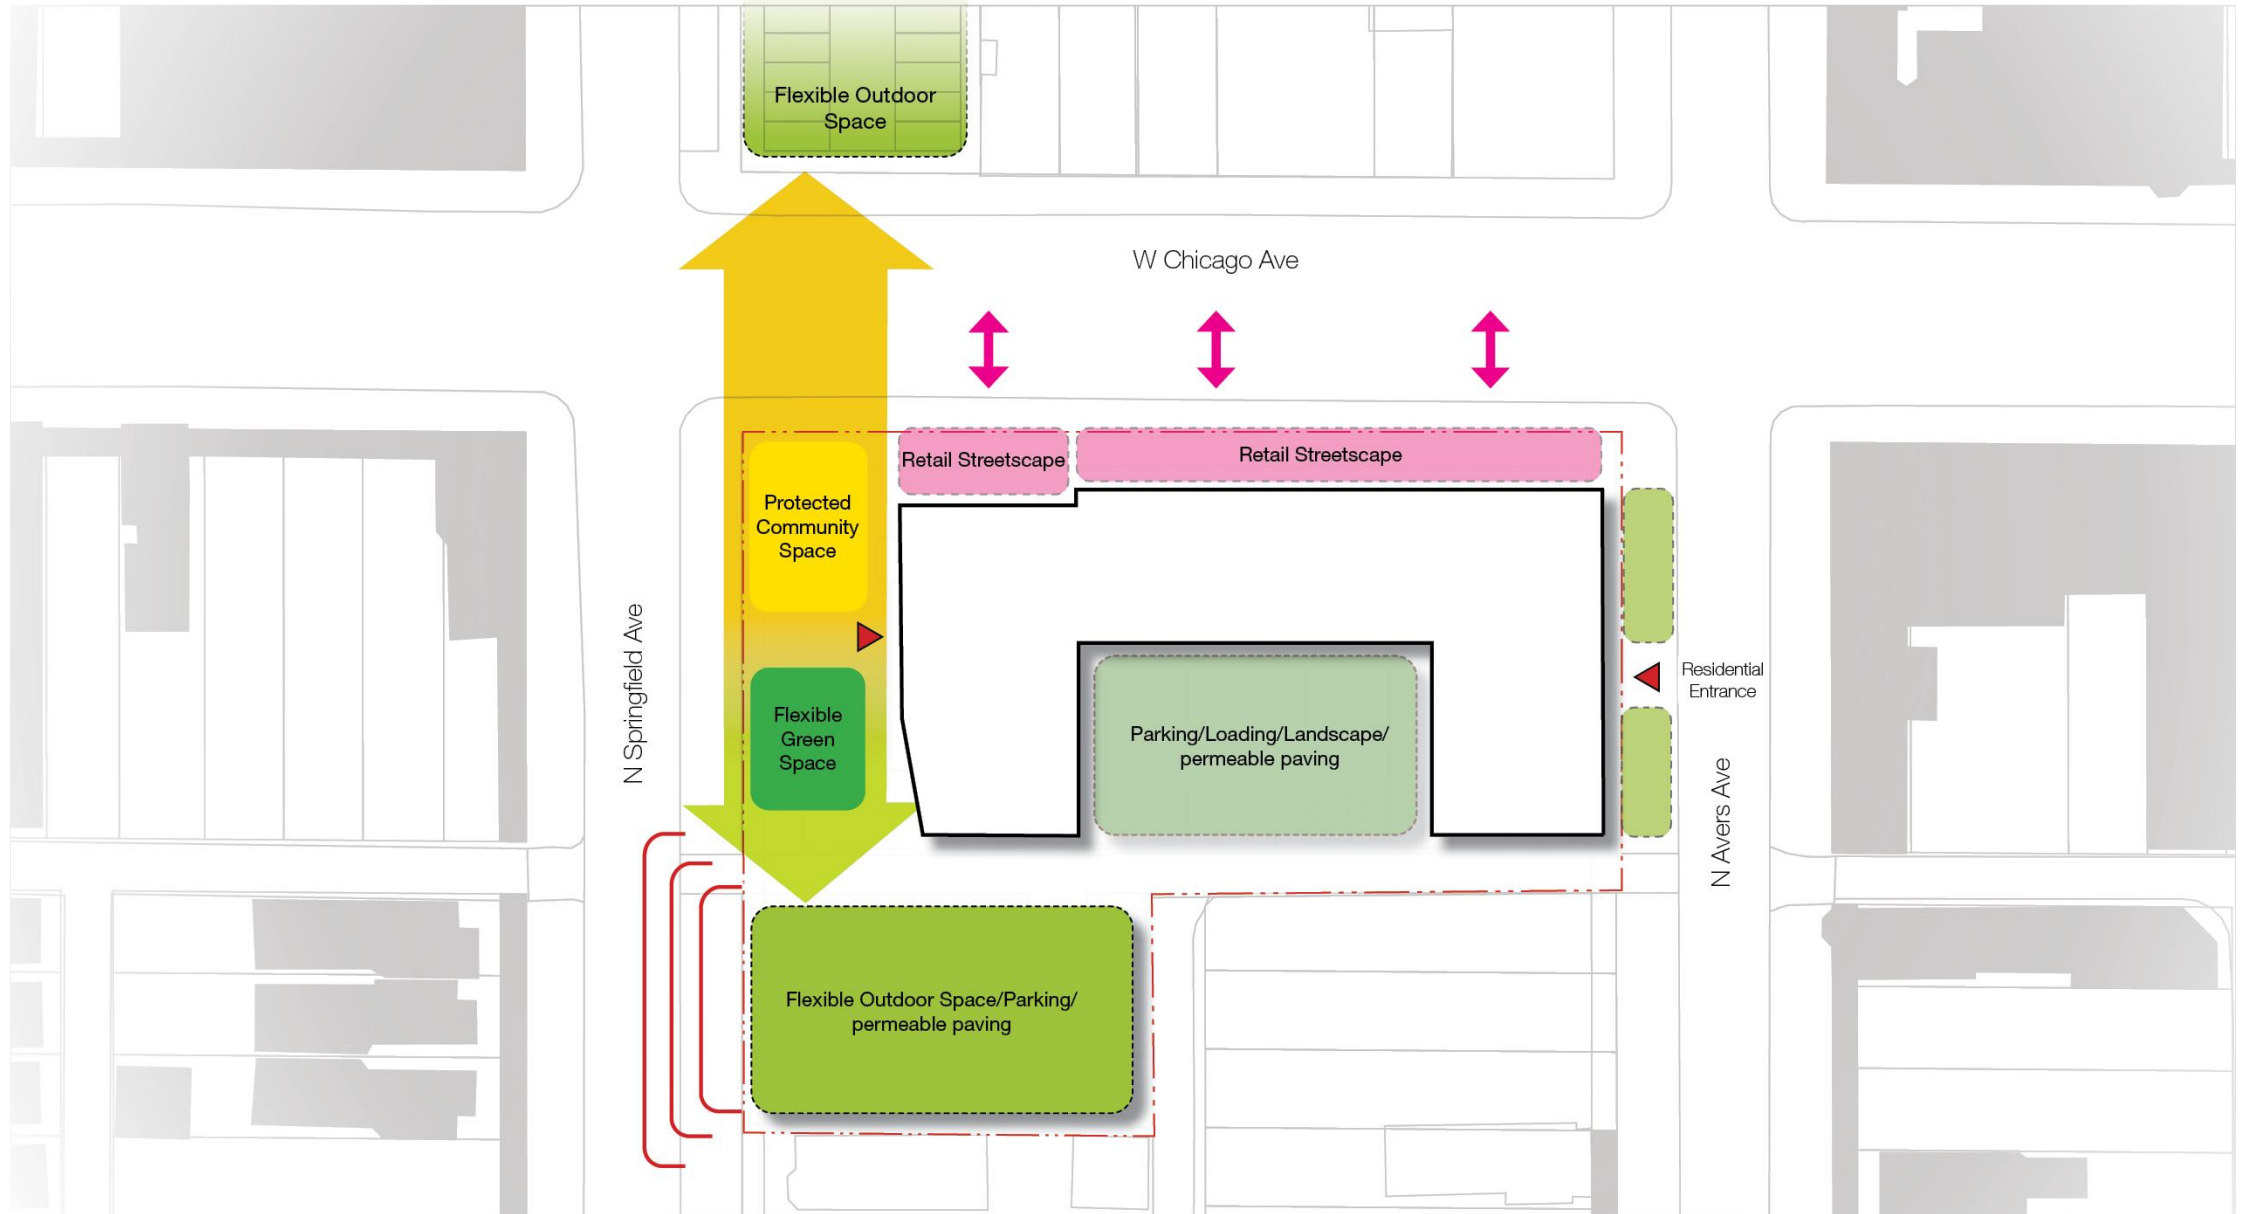 Flexible Outdoor
Space
W Chicago Ave
Retail Streetscape
Retail Streetscape
Protected
Community
Space
N Springfield Ave
Flexible
Green
Space
Parking/Loading/Landscape/
permeable paving
Residential
Entrance
N Avers Ave
Flexible Outdoor Space/Parking/
permeable paving